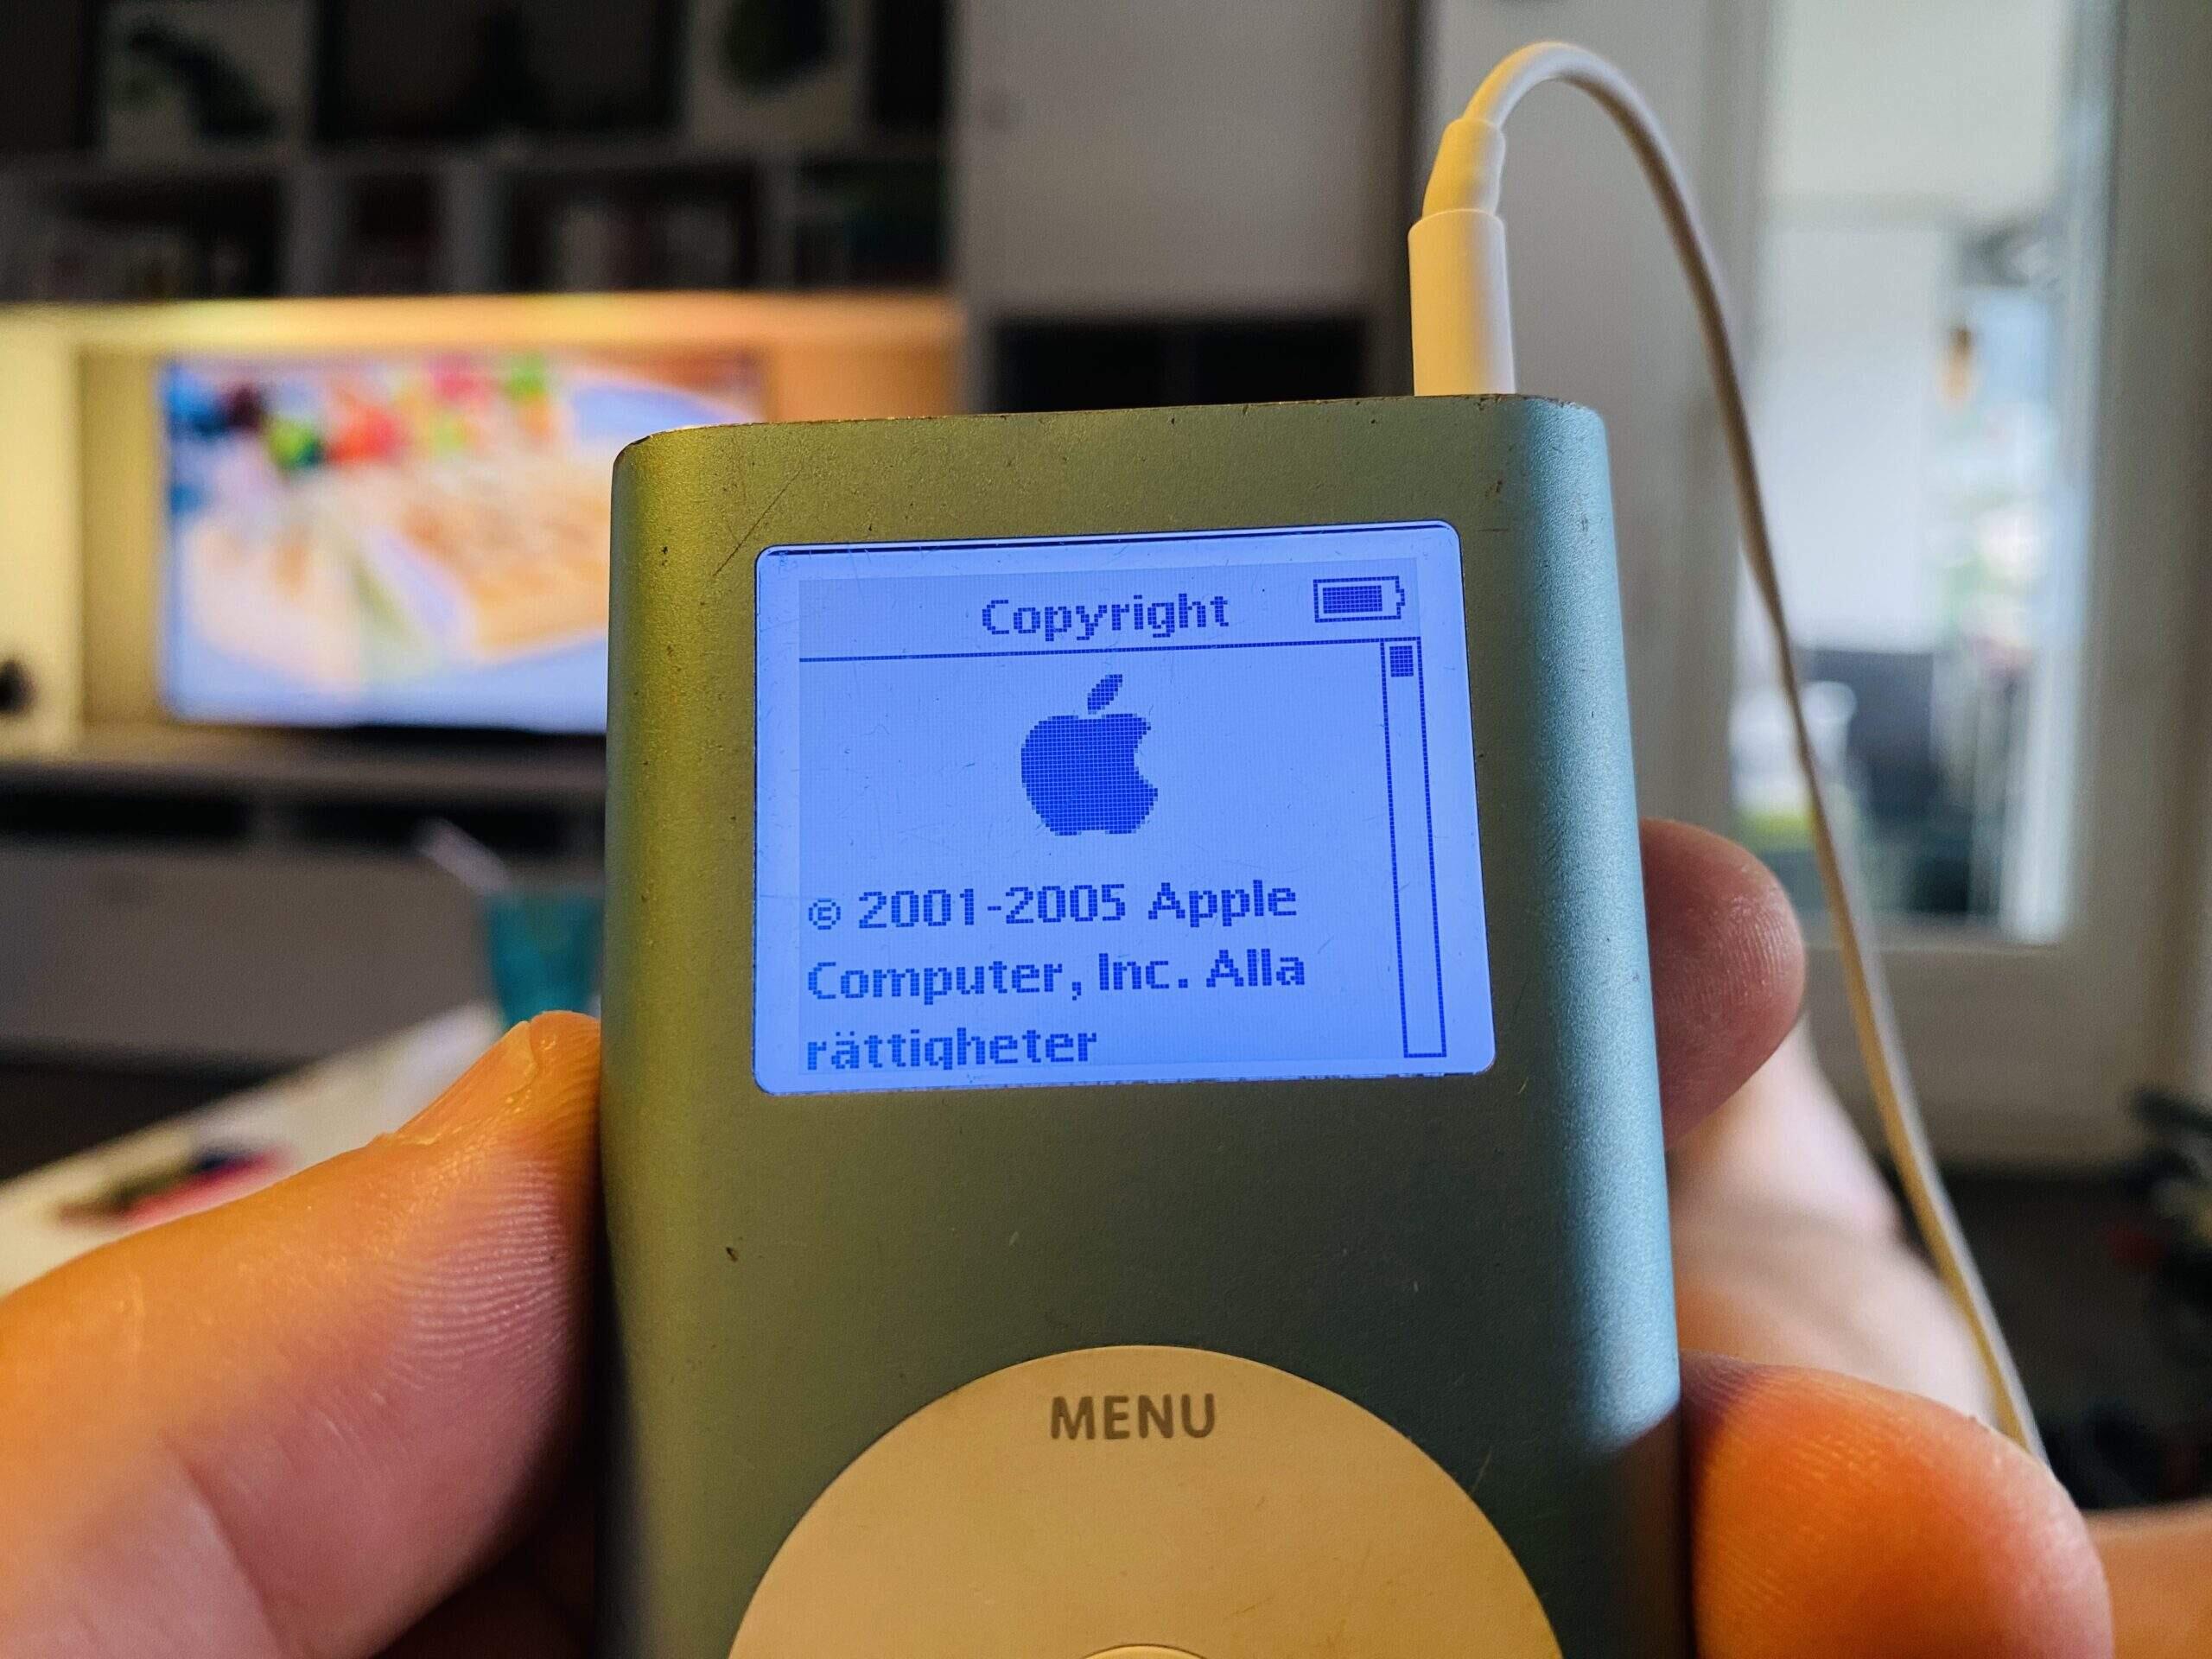 Copyright
© 2001-2005 Apple
Computer, Inc. Alla
rättigheter
MENU